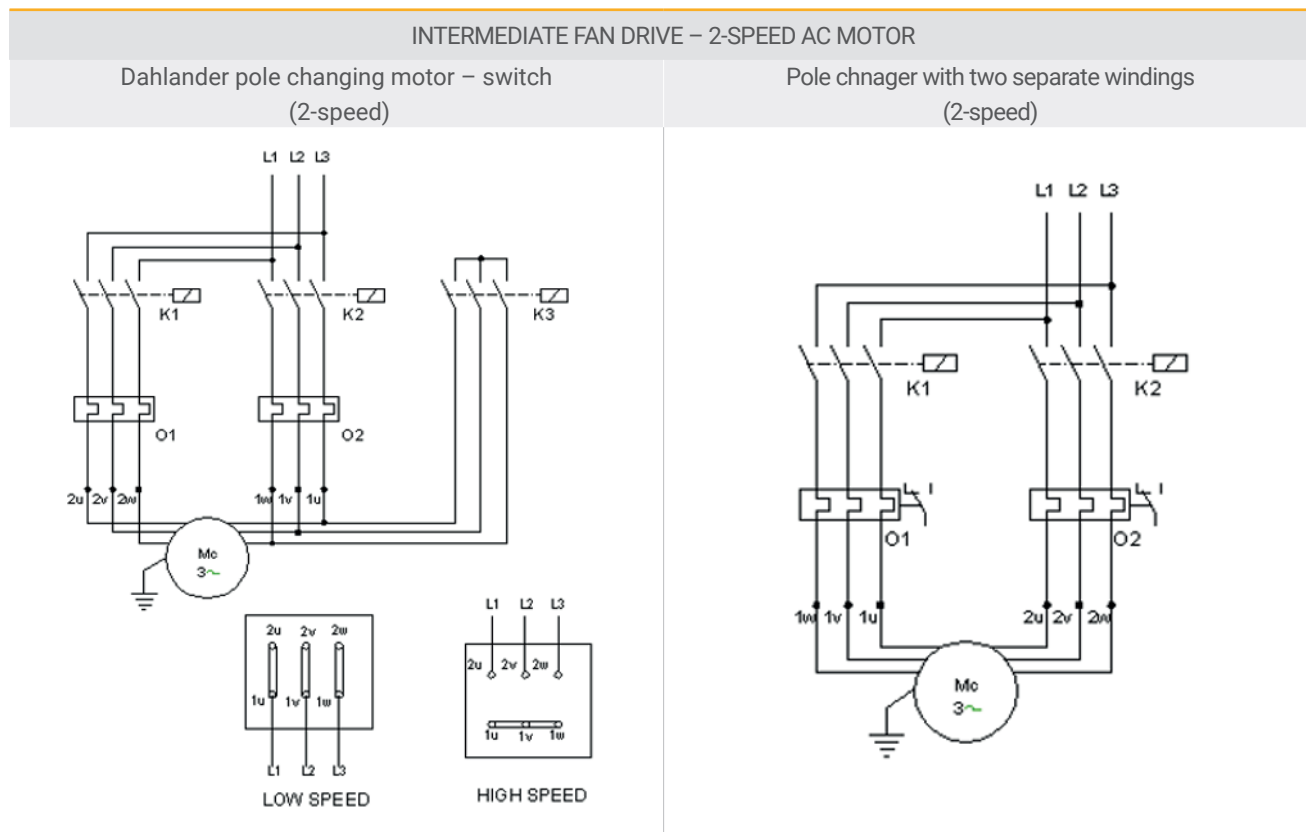 INTERMEDIATE FAN DRIVE – 2-SPEED AC MOTOR
Dahlander pole changing motor – switch
(2-speed)
Pole chnager with two separate windings
(2-speed)
L1 L2 L3
K1 K2 K3
O1 O2
2u 2v 2w 1w 1v 1u
Mc
3~
2u 2v 2w
1u 1v 1w
L1 L2 L3
LOW SPEED
L1 L2 L3
2u 2v 2w
1u 1v 1w
HIGH SPEED
L1 L2 L3
K1 K2
O1 O2
1w 1v 1u 2u 2v 2w
Mc
3~